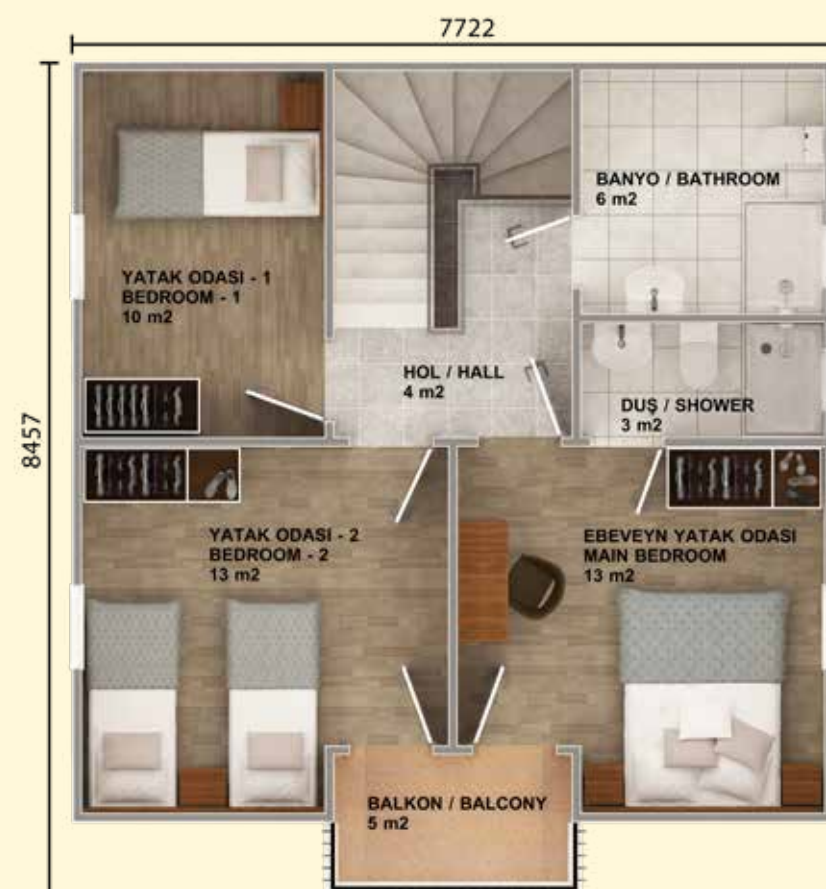 7722
8457
BANYO / BATHROOM
6 m2
YATAK ODASI - 1
BEDROOM - 1
10 m2
HOL / HALL
4 m2
DUŞ / SHOWER
3 m2
YATAK ODASI - 2
BEDROOM - 2
13 m2
EBEVEYN YATAK ODASI
MAIN BEDROOM
13 m2
BALKON / BALCONY
5 m2